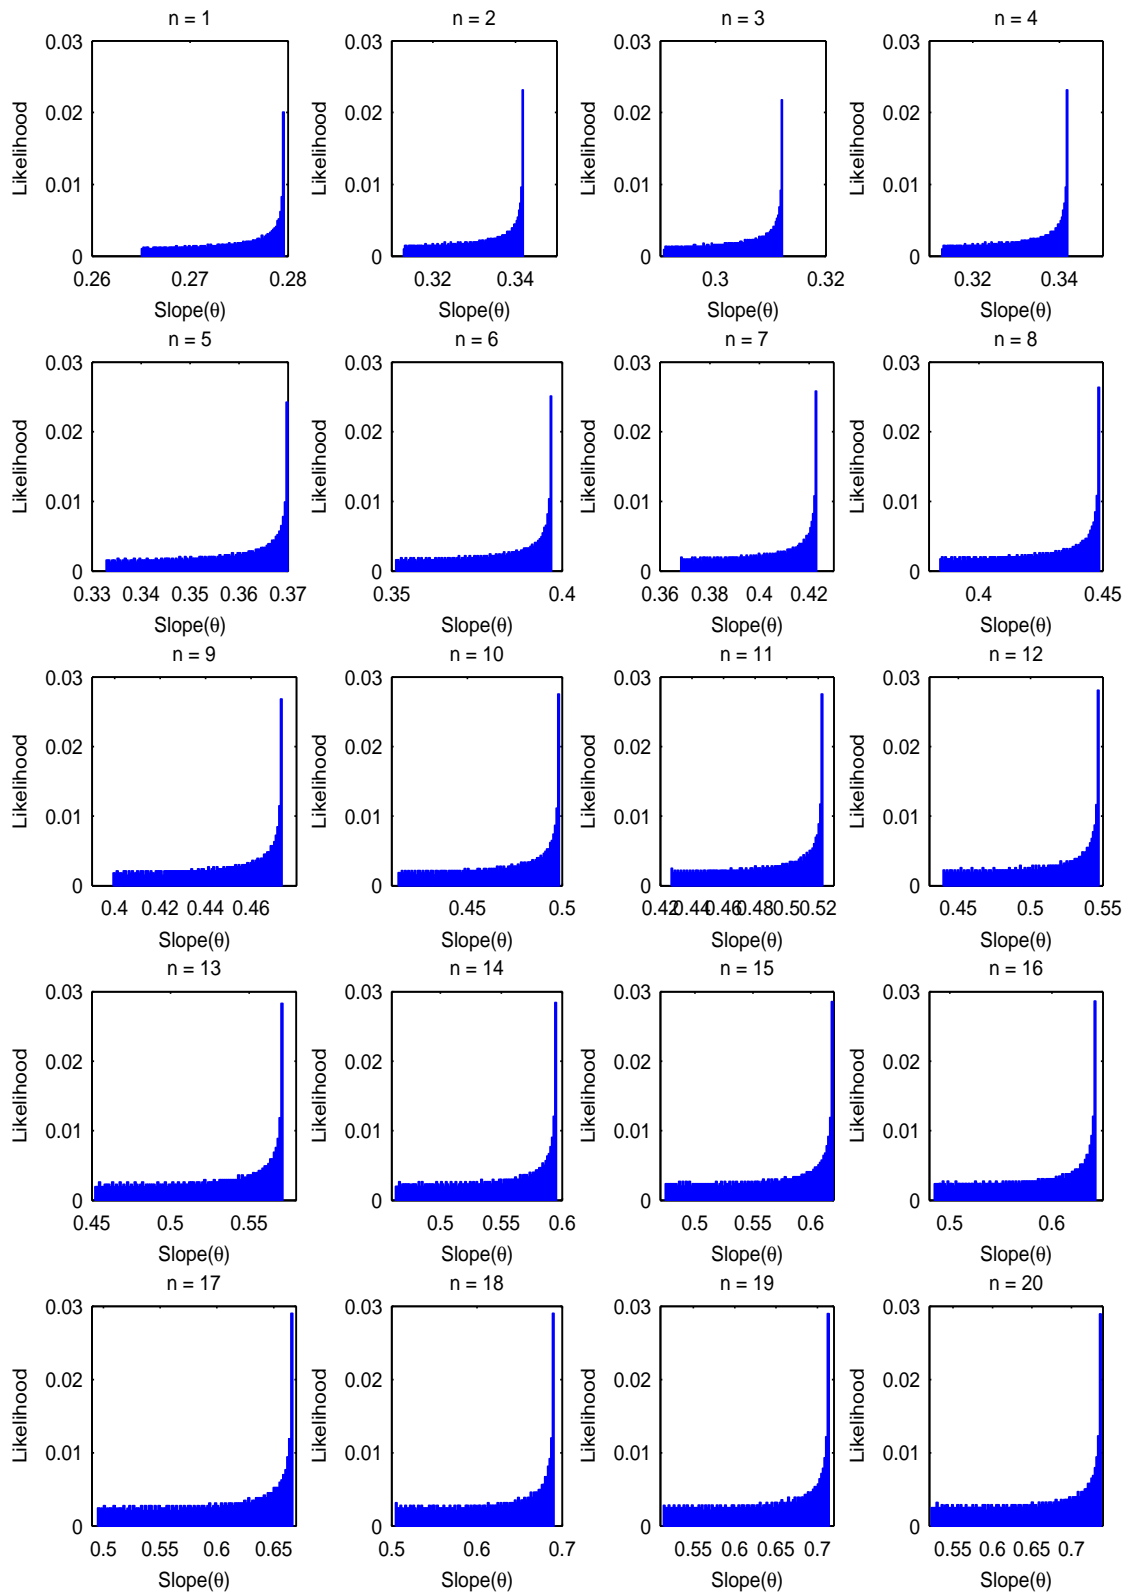 n = 1
n = 2
n = 3
n = 4
0.03
0.02
0.01
0
Likelihood
0.26 0.27 0.28
Slope(θ)
0.03
0.02
0.01
0
Likelihood
0.32 0.34
Slope(θ)
0.03
0.02
0.01
0
Likelihood
0.3 0.32
Slope(θ)
0.03
0.02
0.01
0
Likelihood
0.32 0.34
Slope(θ)
n = 5
n = 6
n = 7
n = 8
0.03
0.02
0.01
0
Likelihood
0.33 0.34 0.35 0.36 0.37
Slope(θ)
0.03
0.02
0.01
0
Likelihood
0.35 0.4
Slope(θ)
0.03
0.02
0.01
0
Likelihood
0.36 0.38 0.4 0.42
Slope(θ)
0.03
0.02
0.01
0
Likelihood
0.4 0.45
Slope(θ)
n = 9
n = 10
n = 11
n = 12
0.03
0.02
0.01
0
Likelihood
0.4 0.42 0.44 0.46
Slope(θ)
0.03
0.02
0.01
0
Likelihood
0.45 0.5
Slope(θ)
0.03
0.02
0.01
0
Likelihood
0.42 0.44 0.46 0.48 0.5 0.52
Slope(θ)
0.03
0.02
0.01
0
Likelihood
0.45 0.5 0.55
Slope(θ)
n = 13
n = 14
n = 15
n = 16
0.03
0.02
0.01
0
Likelihood
0.45 0.5 0.55
Slope(θ)
0.03
0.02
0.01
0
Likelihood
0.5 0.55 0.6
Slope(θ)
0.03
0.02
0.01
0
Likelihood
0.5 0.55 0.6
Slope(θ)
0.03
0.02
0.01
0
Likelihood
0.5 0.6
Slope(θ)
n = 17
n = 18
n = 19
n = 20
0.03
0.02
0.01
0
Likelihood
0.5 0.55 0.6 0.65
Slope(θ)
0.03
0.02
0.01
0
Likelihood
0.5 0.6 0.7
Slope(θ)
0.03
0.02
0.01
0
Likelihood
0.55 0.6 0.65 0.7
Slope(θ)
0.03
0.02
0.01
0
Likelihood
0.55 0.6 0.65 0.7
Slope(θ)